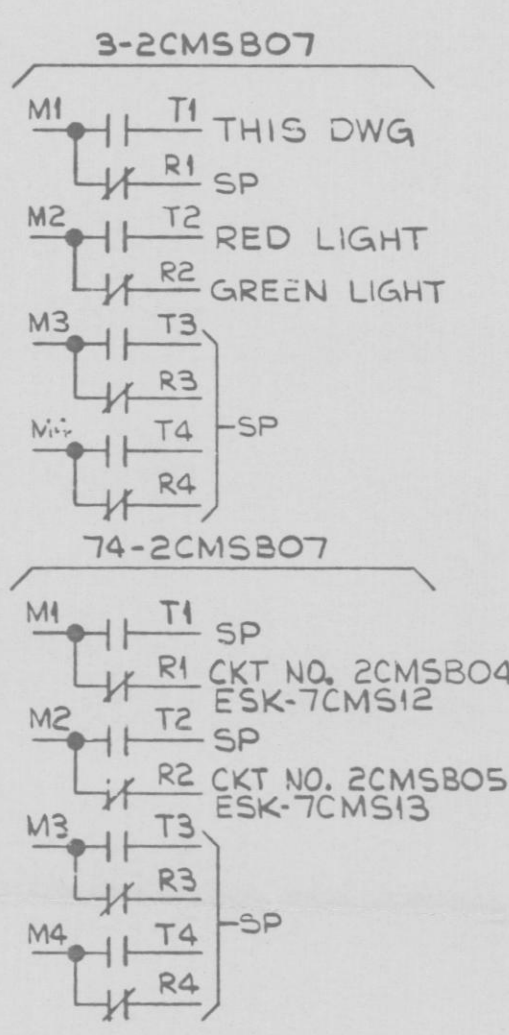 3-2CMSB07
M1 T1 THIS DWG
R1 SP
M2 T2 RED LIGHT
R2 GREEN LIGHT
M3 T3
R3
T4 SP
R4
74-2CMSB07
M1 T1 SP
R1 CKT NO. 2CMSB04
ESK-7CMS12
M2 T2 SP
R2 CKT NO. 2CMSB05
ESK-7CMS13
M3 T3
R3
SP
M4 T4
R4